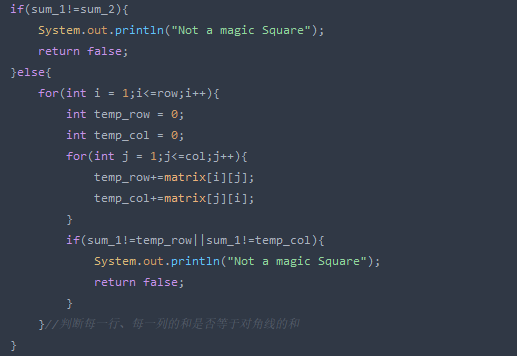 if(sum_1!=sum_2){
System.out.println("Not a magic Square");
return false;
}else{
for(int i = 1;i<=row;i++){
int temp_row = 0;
int temp_col = 0;
for(int j = 1;j<=col;j++){
temp_row+=matrix[i][j];
temp_col+=matrix[j][i];
}
if(sum_1!=temp_row||sum_1!=temp_col){
System.out.println("Not a magic Square");
return false;
}
}//判断每一行、每一列的和是否等于对角线的和
}